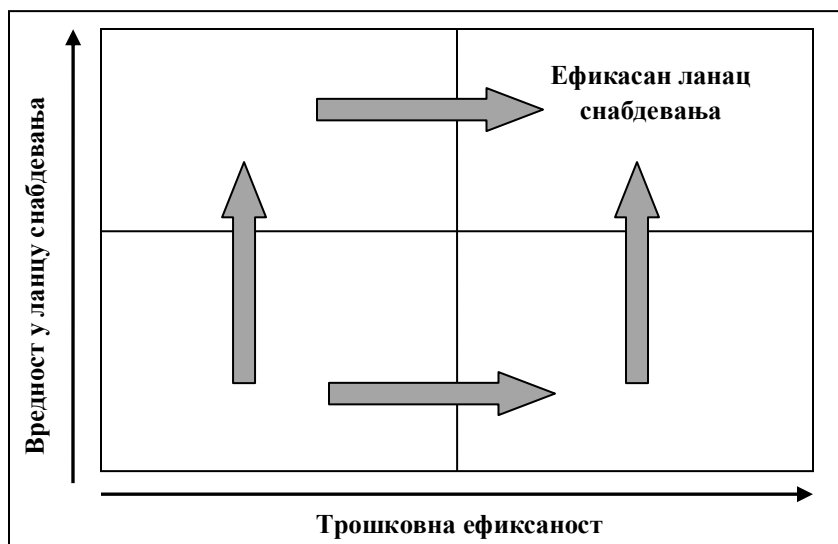 Вредност у ланцу снабдевања
Ефикасан ланац
снабдевања
Трошковна ефиксаност